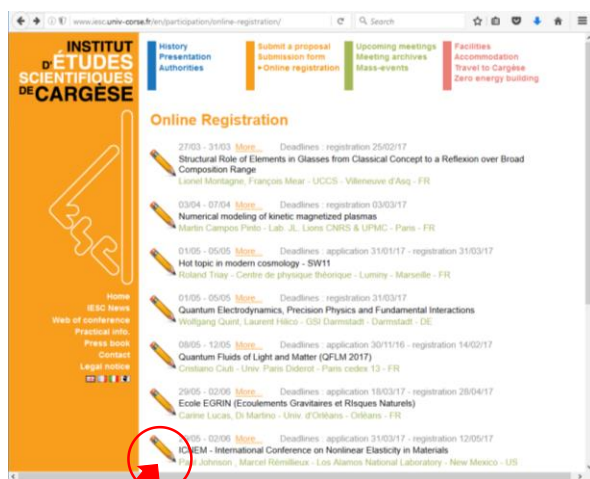 www.iesc.univ-corse.fr/en/participation/online-registration/
Search
INSTITUT
D'ÉTUDES
SCIENTIFIQUES
DE CARGÈSE
History
Presentation
Authorities
Submit a proposal
Submission form
Online registration
Upcoming meetings
Meeting archives
Mass-events
Facilities
Accommodation
Travel to Cargèse
Zero energy building
Online Registration
27/03 - 31/03 More... Deadlines : registration 25/02/17
Structural Role of Elements in Glasses from Classical Concept to a Reflexion over Broad
Composition Range
Lionel Montagne, François Mear - UCCS - Villeneuve d'Asq - FR
03/04 - 07/04 More... Deadlines : registration 03/03/17
Numerical modeling of kinetic magnetized plasmas
Martin Campos Pinto - Lab. JL. Lions CNRS & UPMC - Paris - FR
01/05 - 05/05 More... Deadlines : application 31/01/17 - registration 31/03/17
Hot topic in modern cosmology - SW11
Roland Triay - Centre de physique théorique - Luminy - Marseille - FR
01/05 - 05/05 More... Deadlines : registration 31/03/17
Quantum Electrodynamics, Precision Physics and Fundamental Interactions
Wolfgang Quint, Laurent Hilico - GSI Darmstadt - Darmstadt - DE
08/05 - 12/05 More... Deadlines : application 30/11/16 - registration 14/02/17
Quantum Fluids of Light and Matter (QFLM 2017)
Cristiano Ciuti - Univ. Paris Diderot - Paris cedex 13 - FR
29/05 - 02/06 More... Deadlines : application 18/03/17 - registration 28/04/17
Ecole EGRIN (Ecoulements Gravitaires et RIsques Naturels)
Carine Lucas, Di Martino - Univ. d'Orléans - Orléans - FR
29/05 - 02/06 More... Deadlines : application 31/03/17 - registration 12/05/17
ICNEM - International Conference on Nonlinear Elasticity in Materials
Paul Johnson , Marcel Rémillieux - Los Alamos National Laboratory - New Mexico - US
Home
IESC News
Web of conference
Practical info.
Press book
Contact
Legal notice